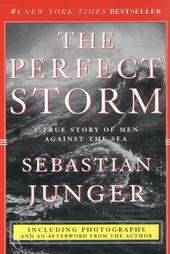 #1 NEW YORK TIMES BESTSELLER
THE
PERFECT
STORM
A TRUE STORY OF MEN
AGAINST THE SEA
SEBASTIAN
JUNGER
INCLUDING PHOTOGRAPHS
AND AN AFTERWORD FROM THE AUTHOR